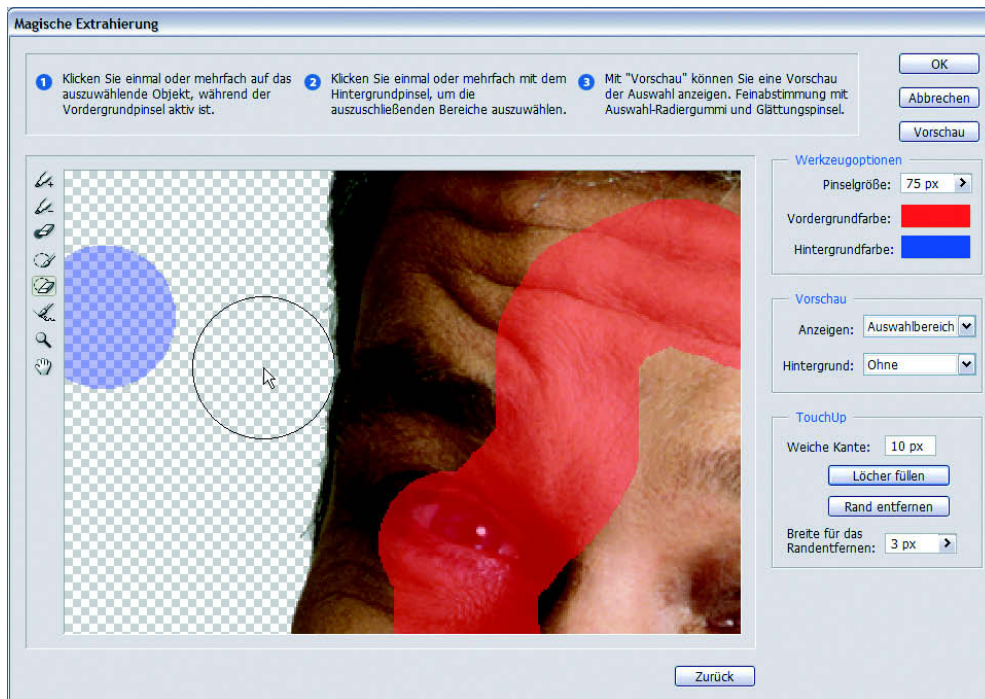 Magische Extrahierung
1 Klicken Sie einmal oder mehrfach auf das
auszuwählende Objekt, während der
Vordergrundpinsel aktiv ist.
2 Klicken Sie einmal oder mehrfach mit dem
Hintergrundpinsel, um die
auszuschließenden Bereiche auszuwählen.
3 Mit "Vorschau" können Sie eine Vorschau
der Auswahl anzeigen. Feinabstimmung mit
Auswahl-Radiergummi und Glättungspinsel.
OK
Abbrechen
Vorschau
Werkzeugoptionen
Pinselgröße: 75 px
Vordergrundfarbe:
Hintergrundfarbe:
Vorschau
Anzeigen: Auswahlbereich
Hintergrund: Ohne
TouchUp
Weiche Kante: 10 px
Löcher füllen
Rand entfernen
Breite für das
Randentfernen: 3 px
Zurück